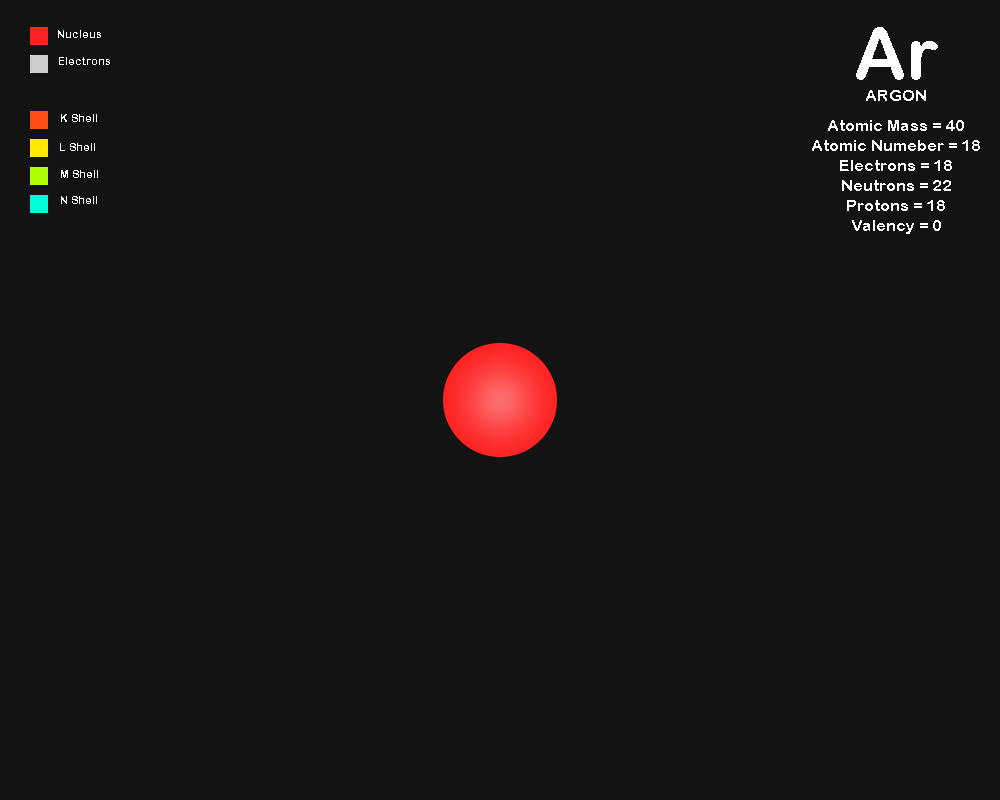 Nucleus
Electrons
K Shell
L Shell
M Shell
N Shell
Ar
ARGON
Atomic Mass = 40
Atomic Numeber = 18
Electrons = 18
Neutrons = 22
Protons = 18
Valency = 0